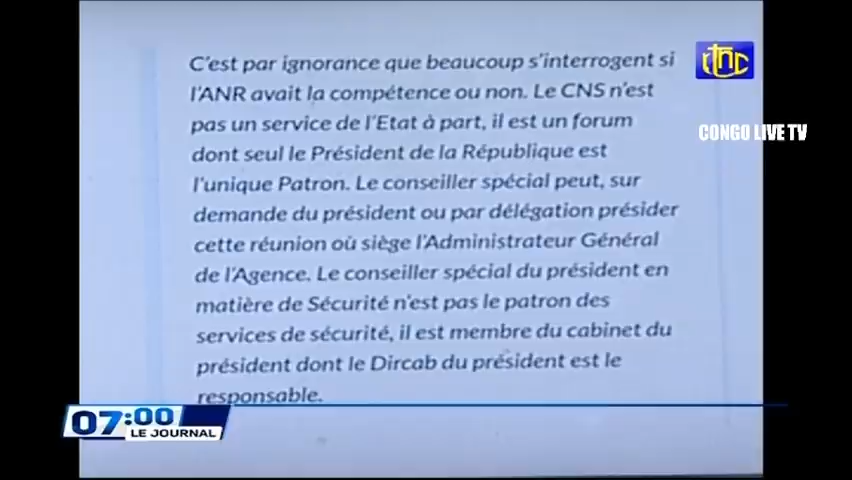 C'est par ignorance que beaucoup s'interrogent si
l'ANR avait la compétence ou non. Le CNS n'est
pas un service de l'Etat à part, il est un forum
dont seul le Président de la République est
l'unique Patron. Le conseiller spécial peut, sur
demande du président ou par délégation présider
cette réunion où siège l'Administrateur Général
de l'Agence. Le conseiller spécial du président en
matière de Sécurité n'est pas le patron des
services de sécurité, il est membre du cabinet du
président dont le Dircab du président est le
responsable.
CONGO LIVE TV
07:00
LE JOURNAL